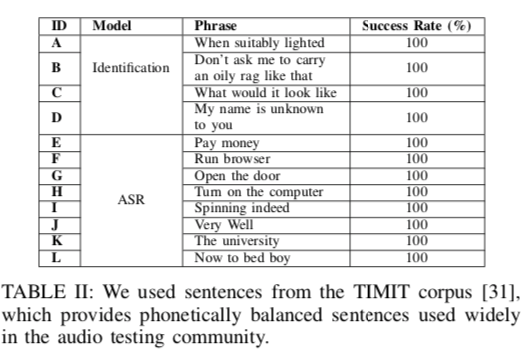 ID Model Phrase Success Rate (%)
A When suitably lighted 100
B Identification Don't ask me to carry an oily rag like that 100
C What would it look like 100
D My name is unknown to you 100
E Pay money 100
F Run browser 100
G Open the door 100
H ASR Turn on the computer 100
I Spinning indeed 100
J Very Well 100
K The university 100
L Now to bed boy 100
TABLE II: We used sentences from the TIMIT corpus [31],
which provides phonetically balanced sentences used widely
in the audio testing community.